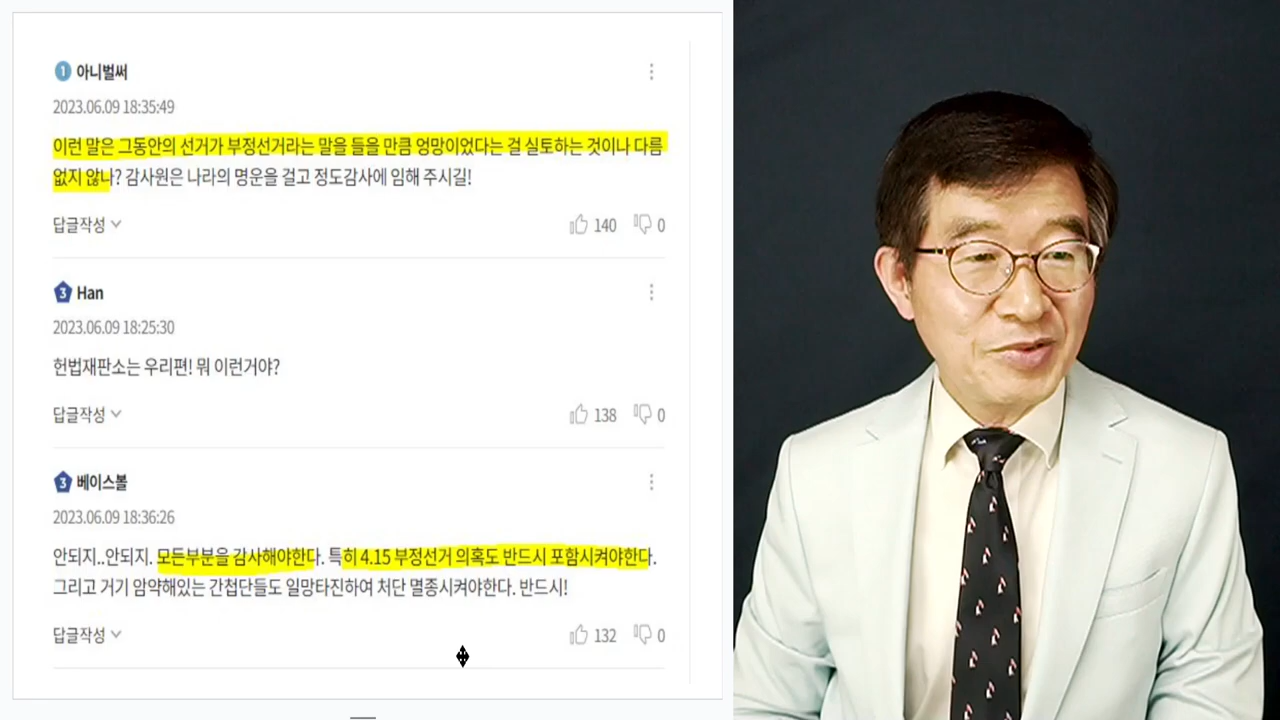 1 아니벌써
2023.06.09 18:35:49
이런 말은 그동안의 선거가 부정선거라는 말을 들을 만큼 엉망이었다는 걸 실토하는 것이나 다름
없지 않나? 감사원은 나라의 명운을 걸고 정도감사에 임해 주시길!
답글작성 140 0
3 Han
2023.06.09 18:25:30
헌법재판소는 우리편! 뭐 이런거야?
답글작성 138 0
3 베이스볼
2023.06.09 18:36:26
안되지..안되지. 모든부분을 감사해야한다. 특히 4.15 부정선거 의혹도 반드시 포함시켜야한다.
그리고 거기 암약해있는 간첩단들도 일망타진하여 처단 멸종시켜야한다. 반드시!
답글작성 132 0